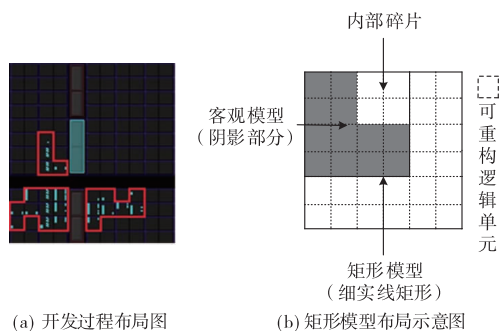 内部碎片
客观模型
(阴影部分)
可重构逻辑单元
矩形模型
(细实线矩形)
(a) 开发过程布局图
(b) 矩形模型布局示意图